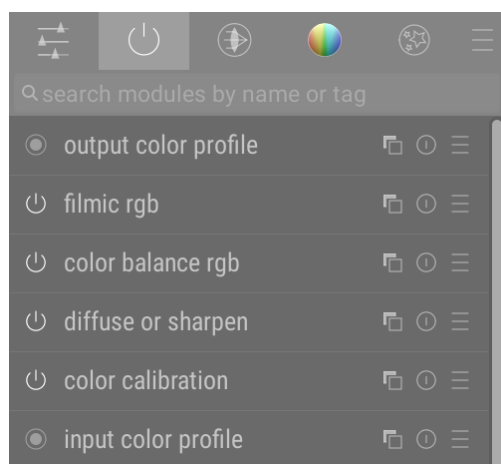 search modules by name or tag
output color profile
filmic rgb
color balance rgb
diffuse or sharpen
color calibration
input color profile